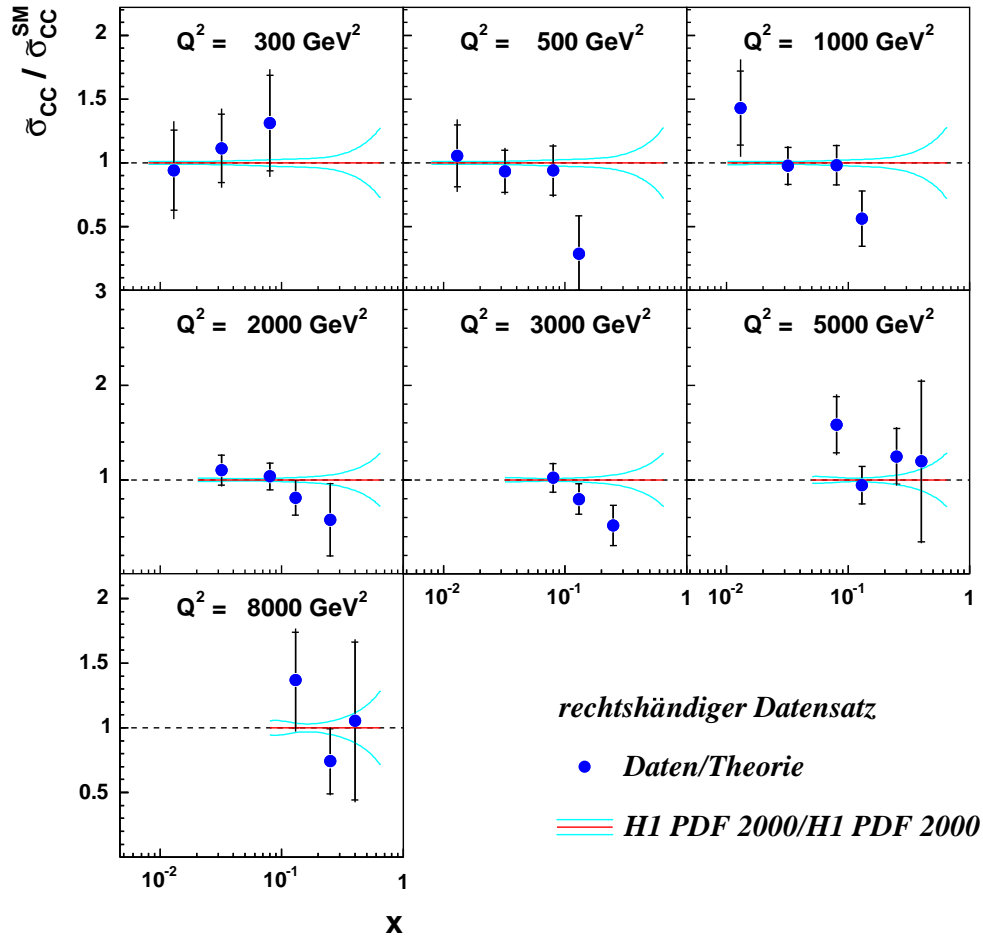 σ̃CC / σ̃CC^SM
Q² = 300 GeV²
Q² = 500 GeV²
Q² = 1000 GeV²
2
1.5
1
0.5
3
Q² = 2000 GeV²
Q² = 3000 GeV²
Q² = 5000 GeV²
2
1
10⁻²
10⁻¹
1
10⁻²
10⁻¹
1
2
1.5
1
0.5
Q² = 8000 GeV²
10⁻²
10⁻¹
1
x
rechtshändiger Datensatz
Daten/Theorie
H1 PDF 2000/H1 PDF 2000